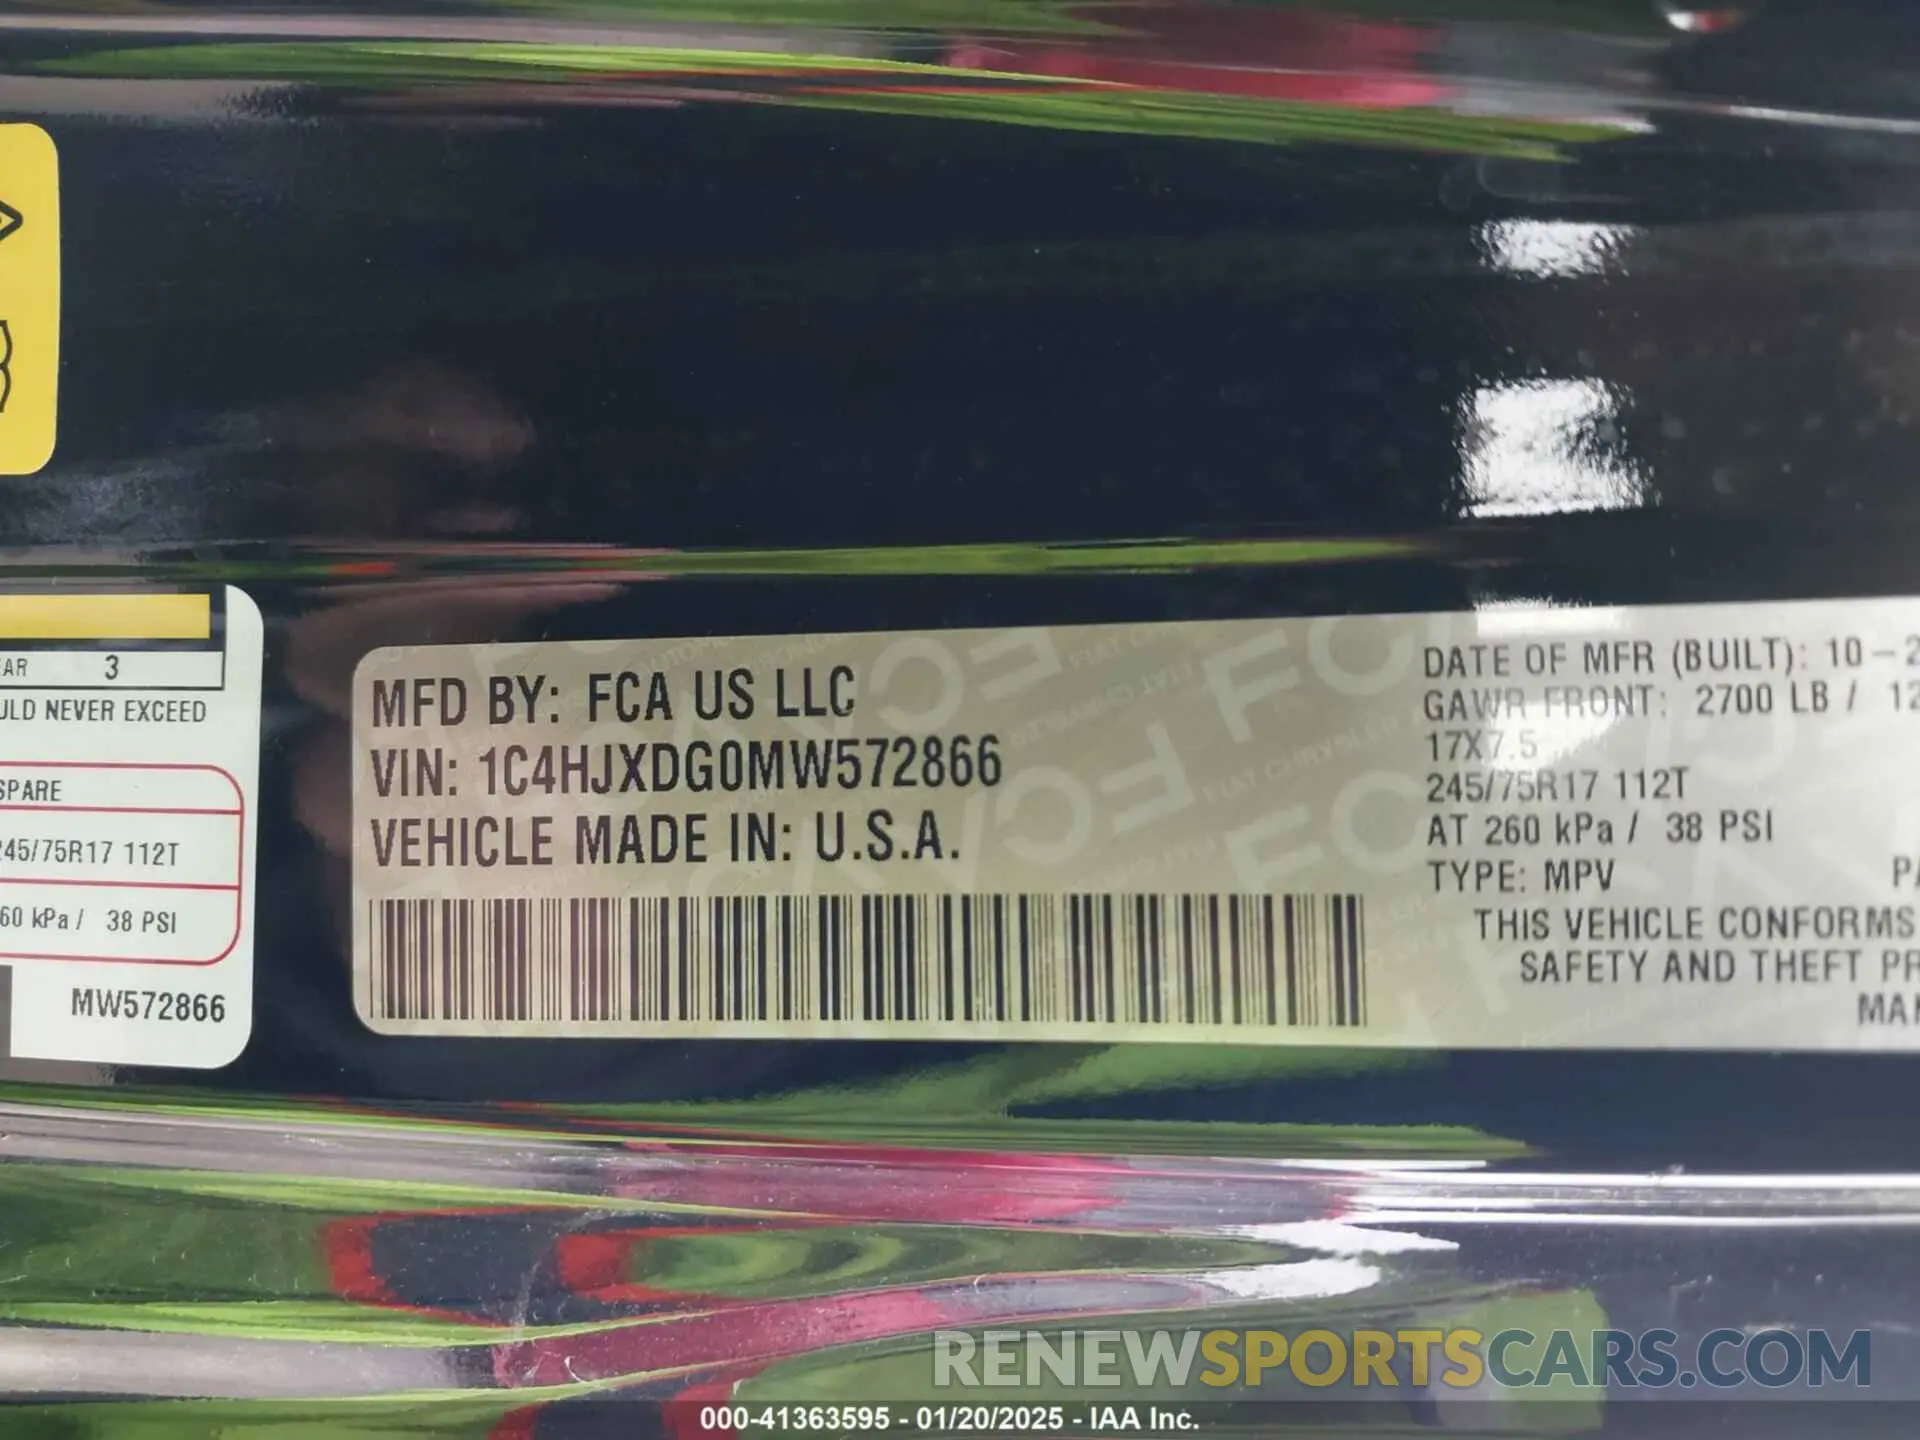 3
NEVER EXCEED
SPARE
245/75R17 112T
kPa / 38 PSI
MW572866
MFD BY: FCA US LLC
VIN: 1C4HJXDG0MW572866
VEHICLE MADE IN: U.S.A.
DATE OF MFR (BUILT): 10-2
GAWR FRONT: 2700 LB / 12
17X7.5
245/75R17 112T
AT 260 kPa / 38 PSI
TYPE: MPV
THIS VEHICLE CONFORMS
SAFETY AND THEFT PR
MAN
RENEWSPORTSCARS.COM
000-41363595 - 01/20/2025 - IAA Inc.